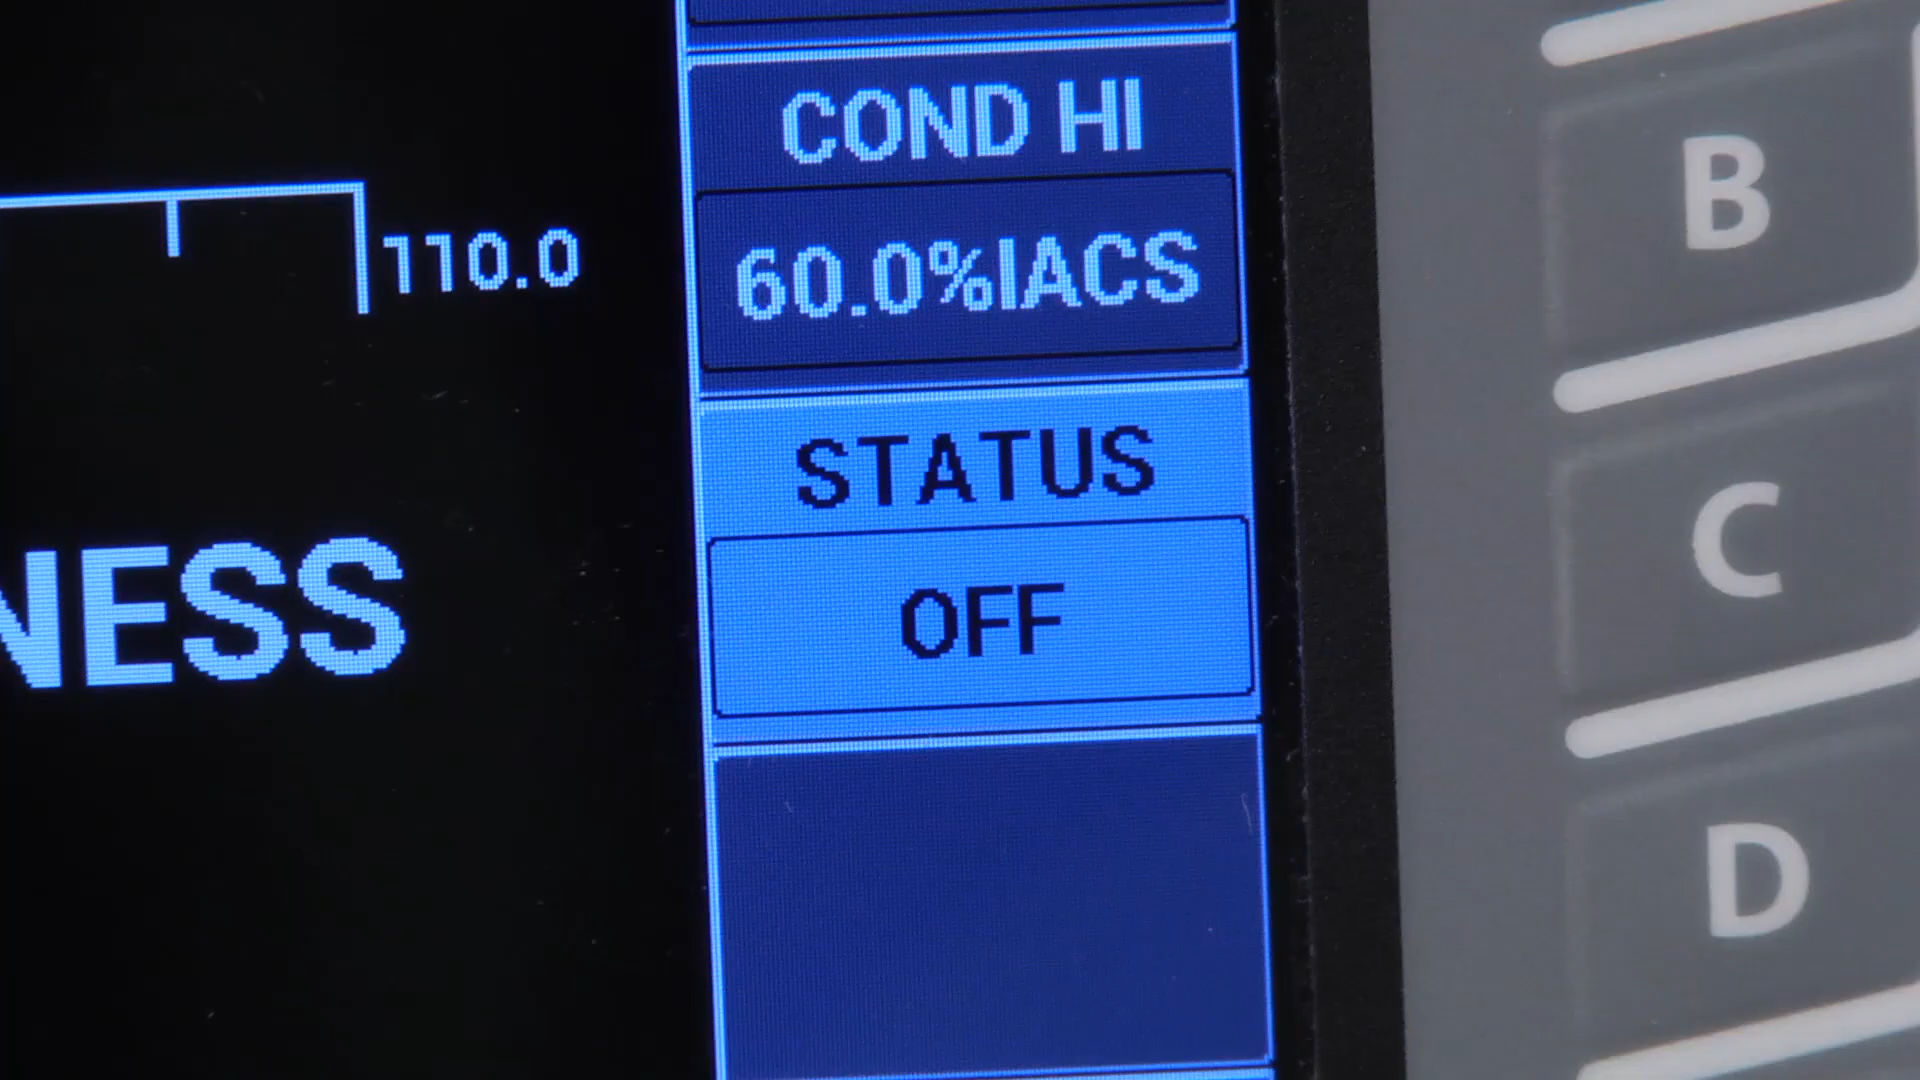 110.0
NESS
COND HI
60.0%IACS
STATUS
OFF
B
C
D